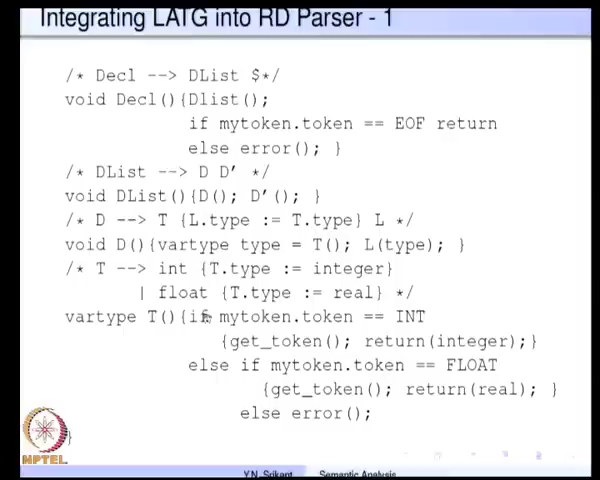 Integrating LATG into RD Parser - 1
/* Decl --> DList $*/
void Decl(){Dlist();
if mytoken.token == EOF return
else error(); }
/* DList --> D D' */
void DList(){D(); D'(); }
/* D --> T {L.type := T.type} L */
void D(){vartype type = T(); L(type); }
/* T --> int {T.type := integer}
| float {T.type := real} */
vartype T(){if mytoken.token == INT
{get_token(); return(integer);}
else if mytoken.token == FLOAT
{get_token(); return(real); }
else error();
}
NPTEL
Y.N. Srikant Semantic Analysis